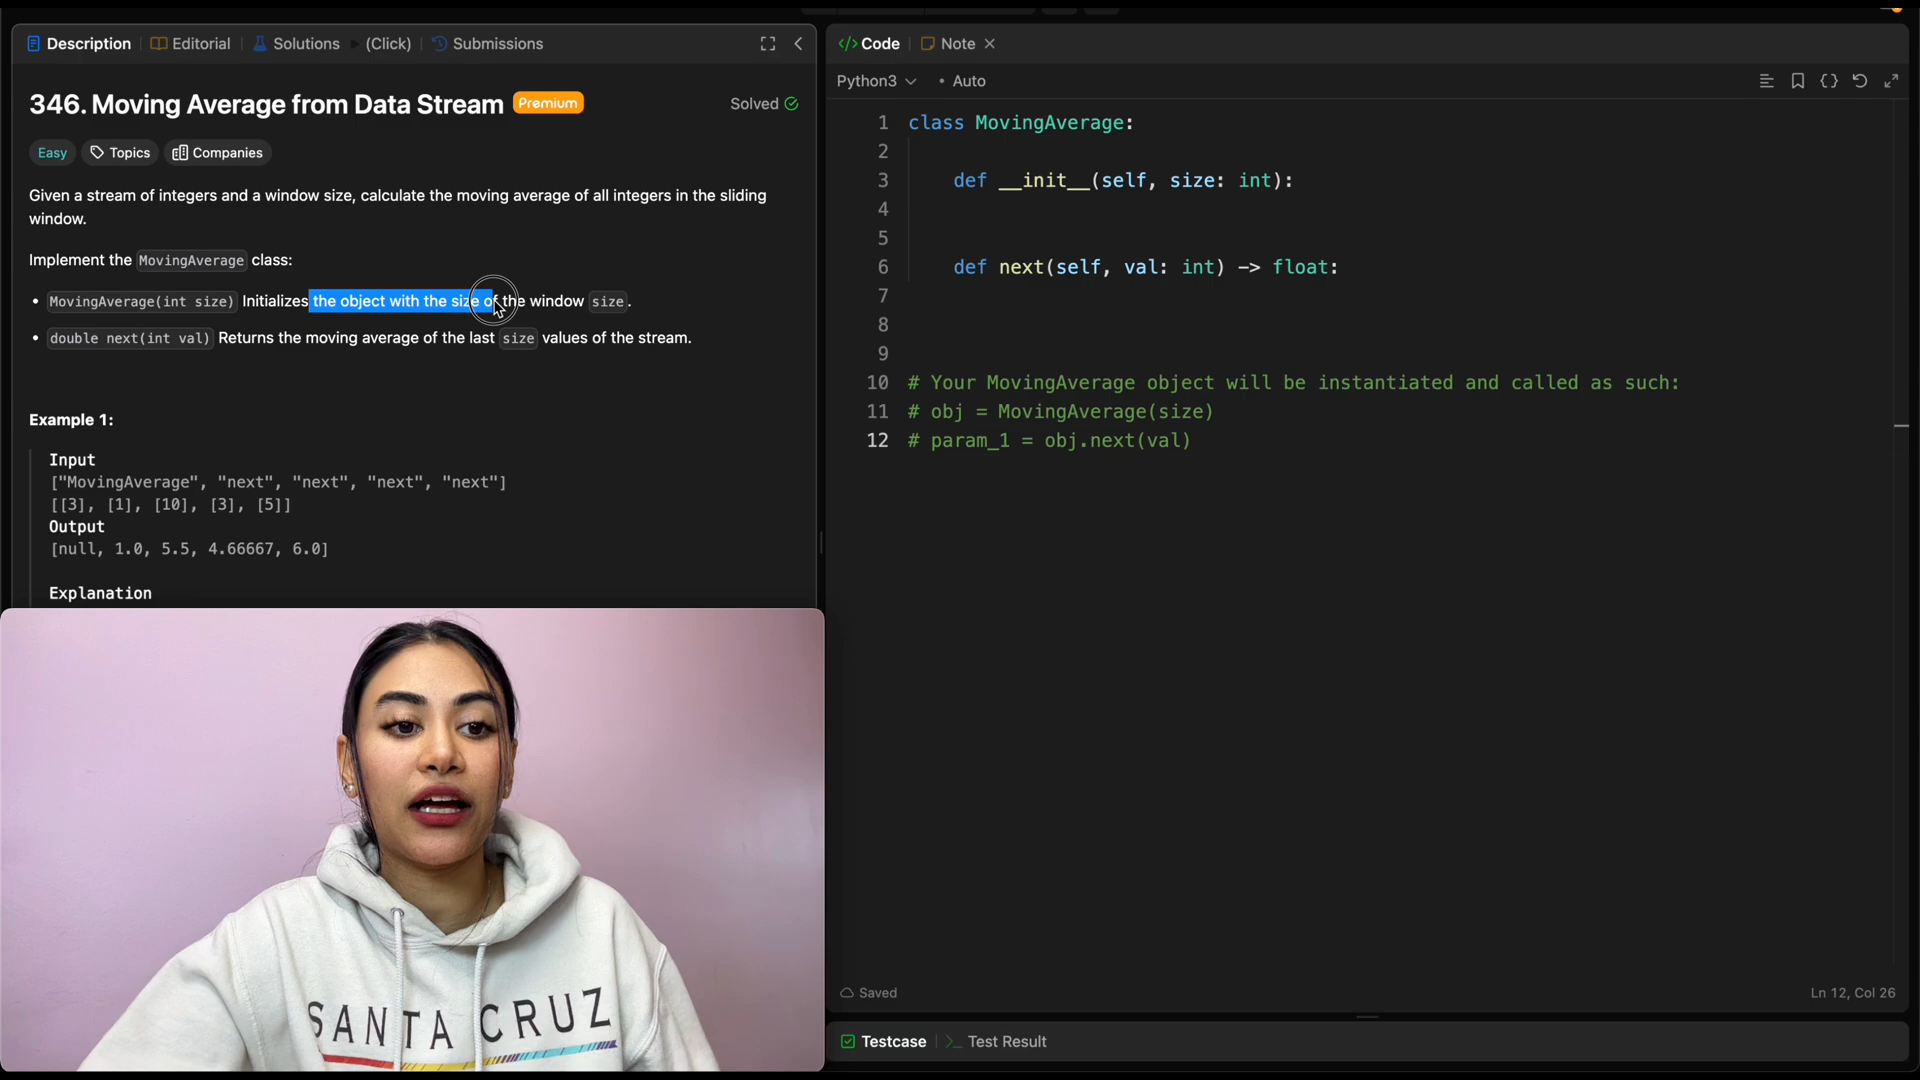 Description
Editorial
Solutions
(Click)
Submissions
346. Moving Average from Data Stream Premium
Solved
Easy
Topics
Companies
Given a stream of integers and a window size, calculate the moving average of all integers in the sliding
window.
Implement the MovingAverage class:
• MovingAverage(int size) Initializes the object with the size of the window size.
• double next(int val) Returns the moving average of the last size values of the stream.
Example 1:
Input
["MovingAverage", "next", "next", "next", "next"]
[[3], [1], [10], [3], [5]]
Output
[null, 1.0, 5.5, 4.66667, 6.0]
Explanation
SANTA CRUZ
</> Code
Note
Python3
• Auto
1 class MovingAverage:
2
3 def __init__(self, size: int):
4
5
6 def next(self, val: int) -> float:
7
8
9
10 # Your MovingAverage object will be instantiated and called as such:
11 # obj = MovingAverage(size)
12 # param_1 = obj.next(val)
Saved
Ln 12, Col 26
Testcase
Test Result